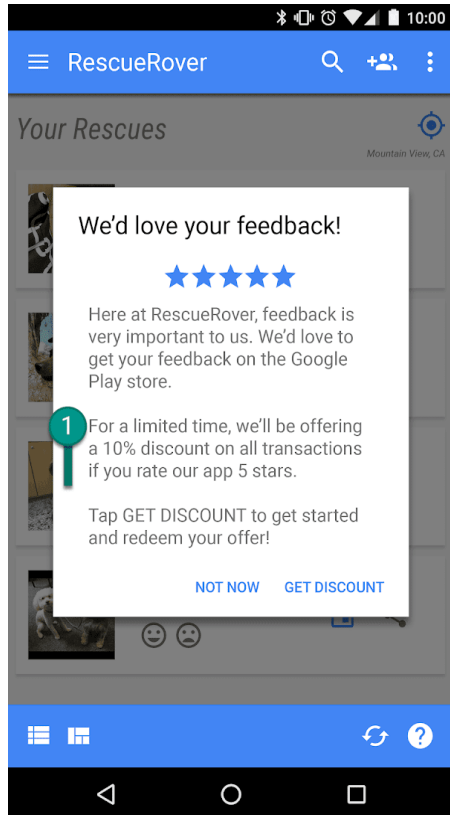 10:00
RescueRover
Your Rescues
Mountain View, CA
We'd love your feedback!
Here at RescueRover, feedback is
very important to us. We'd love to
get your feedback on the Google
Play store.
1
For a limited time, we'll be offering
a 10% discount on all transactions
if you rate our app 5 stars.
Tap GET DISCOUNT to get started
and redeem your offer!
NOT NOW GET DISCOUNT
?